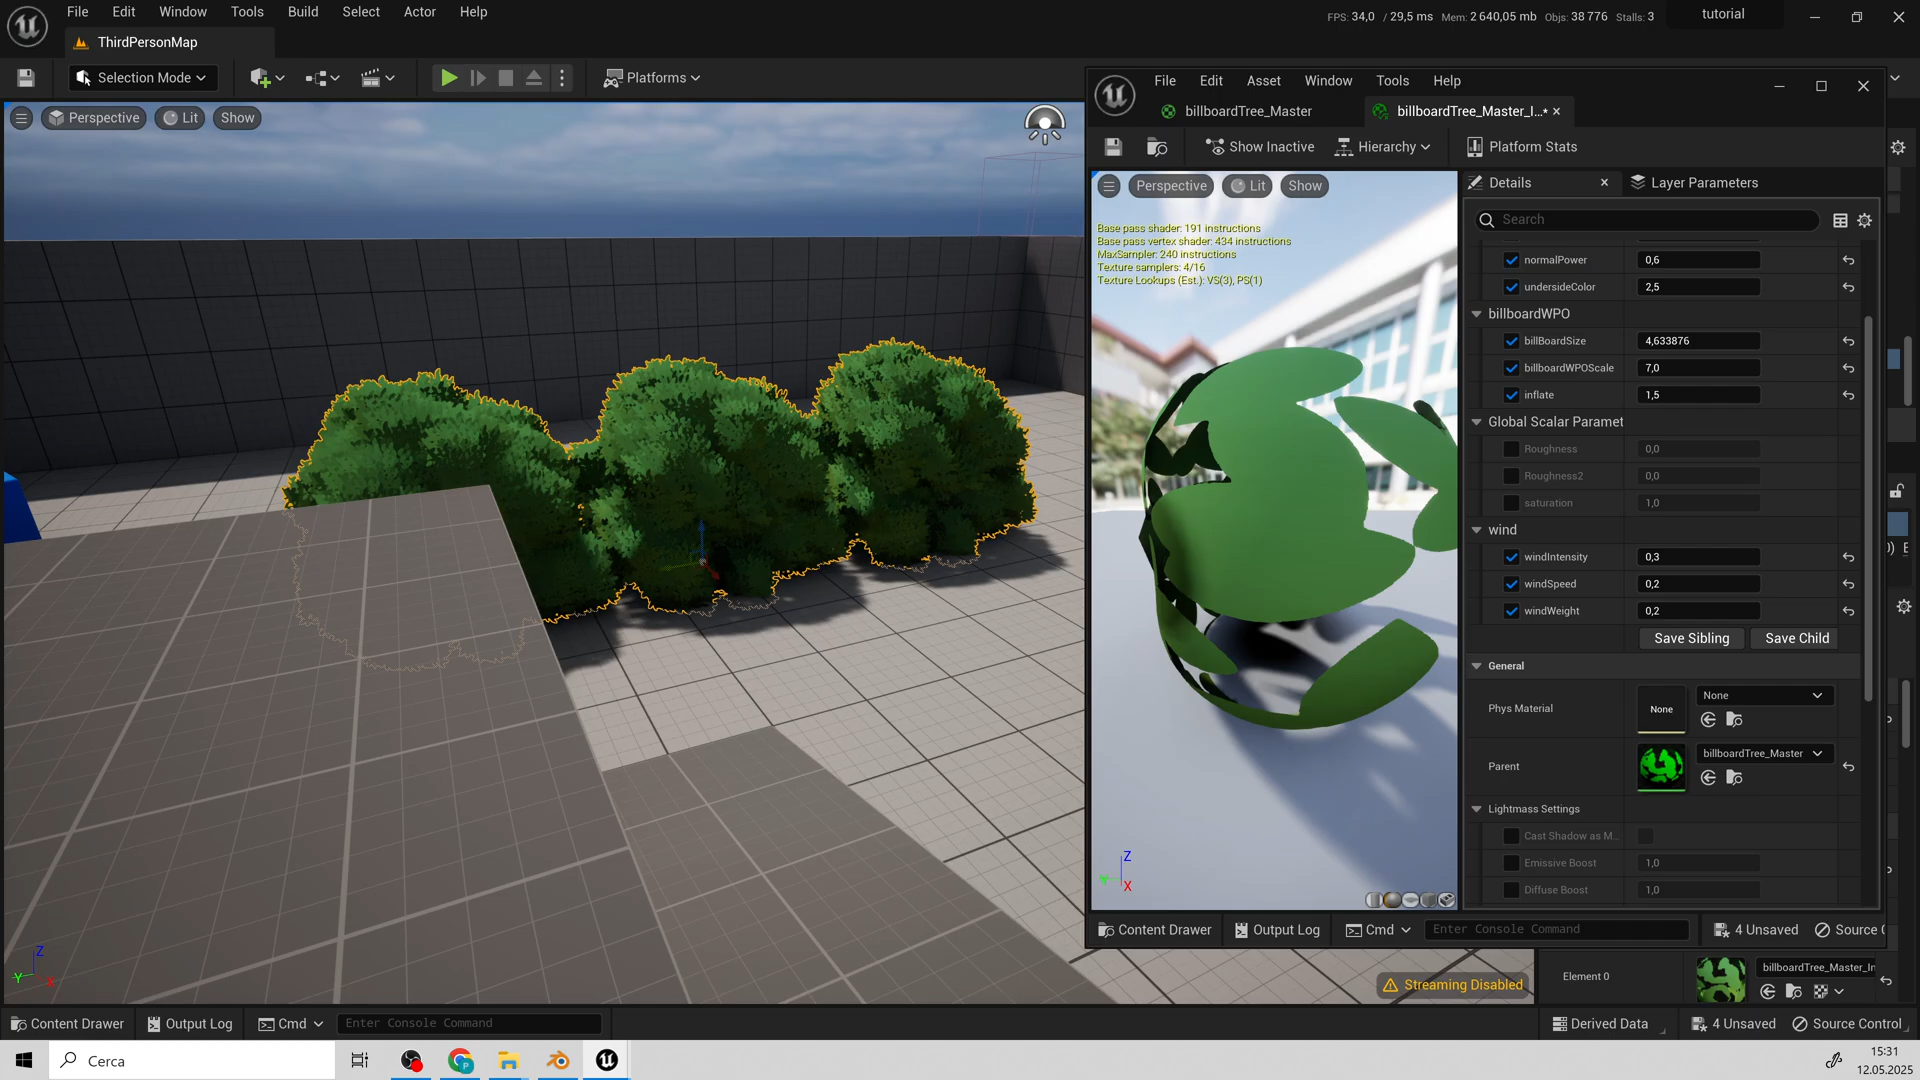 File Edit Window Tools Build Select Actor Help
FPS: 34,0 / 29,5 ms Mem: 2 640,05 mb Objs: 38 776 Stalls: 3
tutorial
ThirdPersonMap
Selection Mode
Platforms
Perspective Lit Show
File Edit Asset Window Tools Help
billboardTree_Master
billboardTree_Master_I...*
Show Inactive
Hierarchy
Platform Stats
Perspective Lit Show
Base pass shader: 191 instructions
Base pass vertex shader: 434 instructions
MaxSampler: 240 instructions
Texture samplers: 4/16
Texture Lookups (Est.): VS(3), PS(1)
Details
Layer Parameters
Search
normalPower 0,6
undersideColor 2,5
billboardWPO
billBoardSize 4,633876
billboardWPOScale 7,0
inflate 1,5
Global Scalar Paramet
Roughness 0,0
Roughness2 0,0
saturation 1,0
wind
windIntensity 0,3
windSpeed 0,2
windWeight 0,2
Save Sibling Save Child
General
Phys Material None None
Parent billboardTree_Master
Lightmass Settings
Cast Shadow as M..
Emissive Boost 1,0
Diffuse Boost 1,0
Z
Y
X
Content Drawer Output Log Cmd Enter Console Command 4 Unsaved Source C
Z
Y
X
Streaming Disabled
Element 0 billboardTree_Master_In
Content Drawer Output Log Cmd Enter Console Command Derived Data 4 Unsaved Source Control
Cerca
15:31
12.05.2025